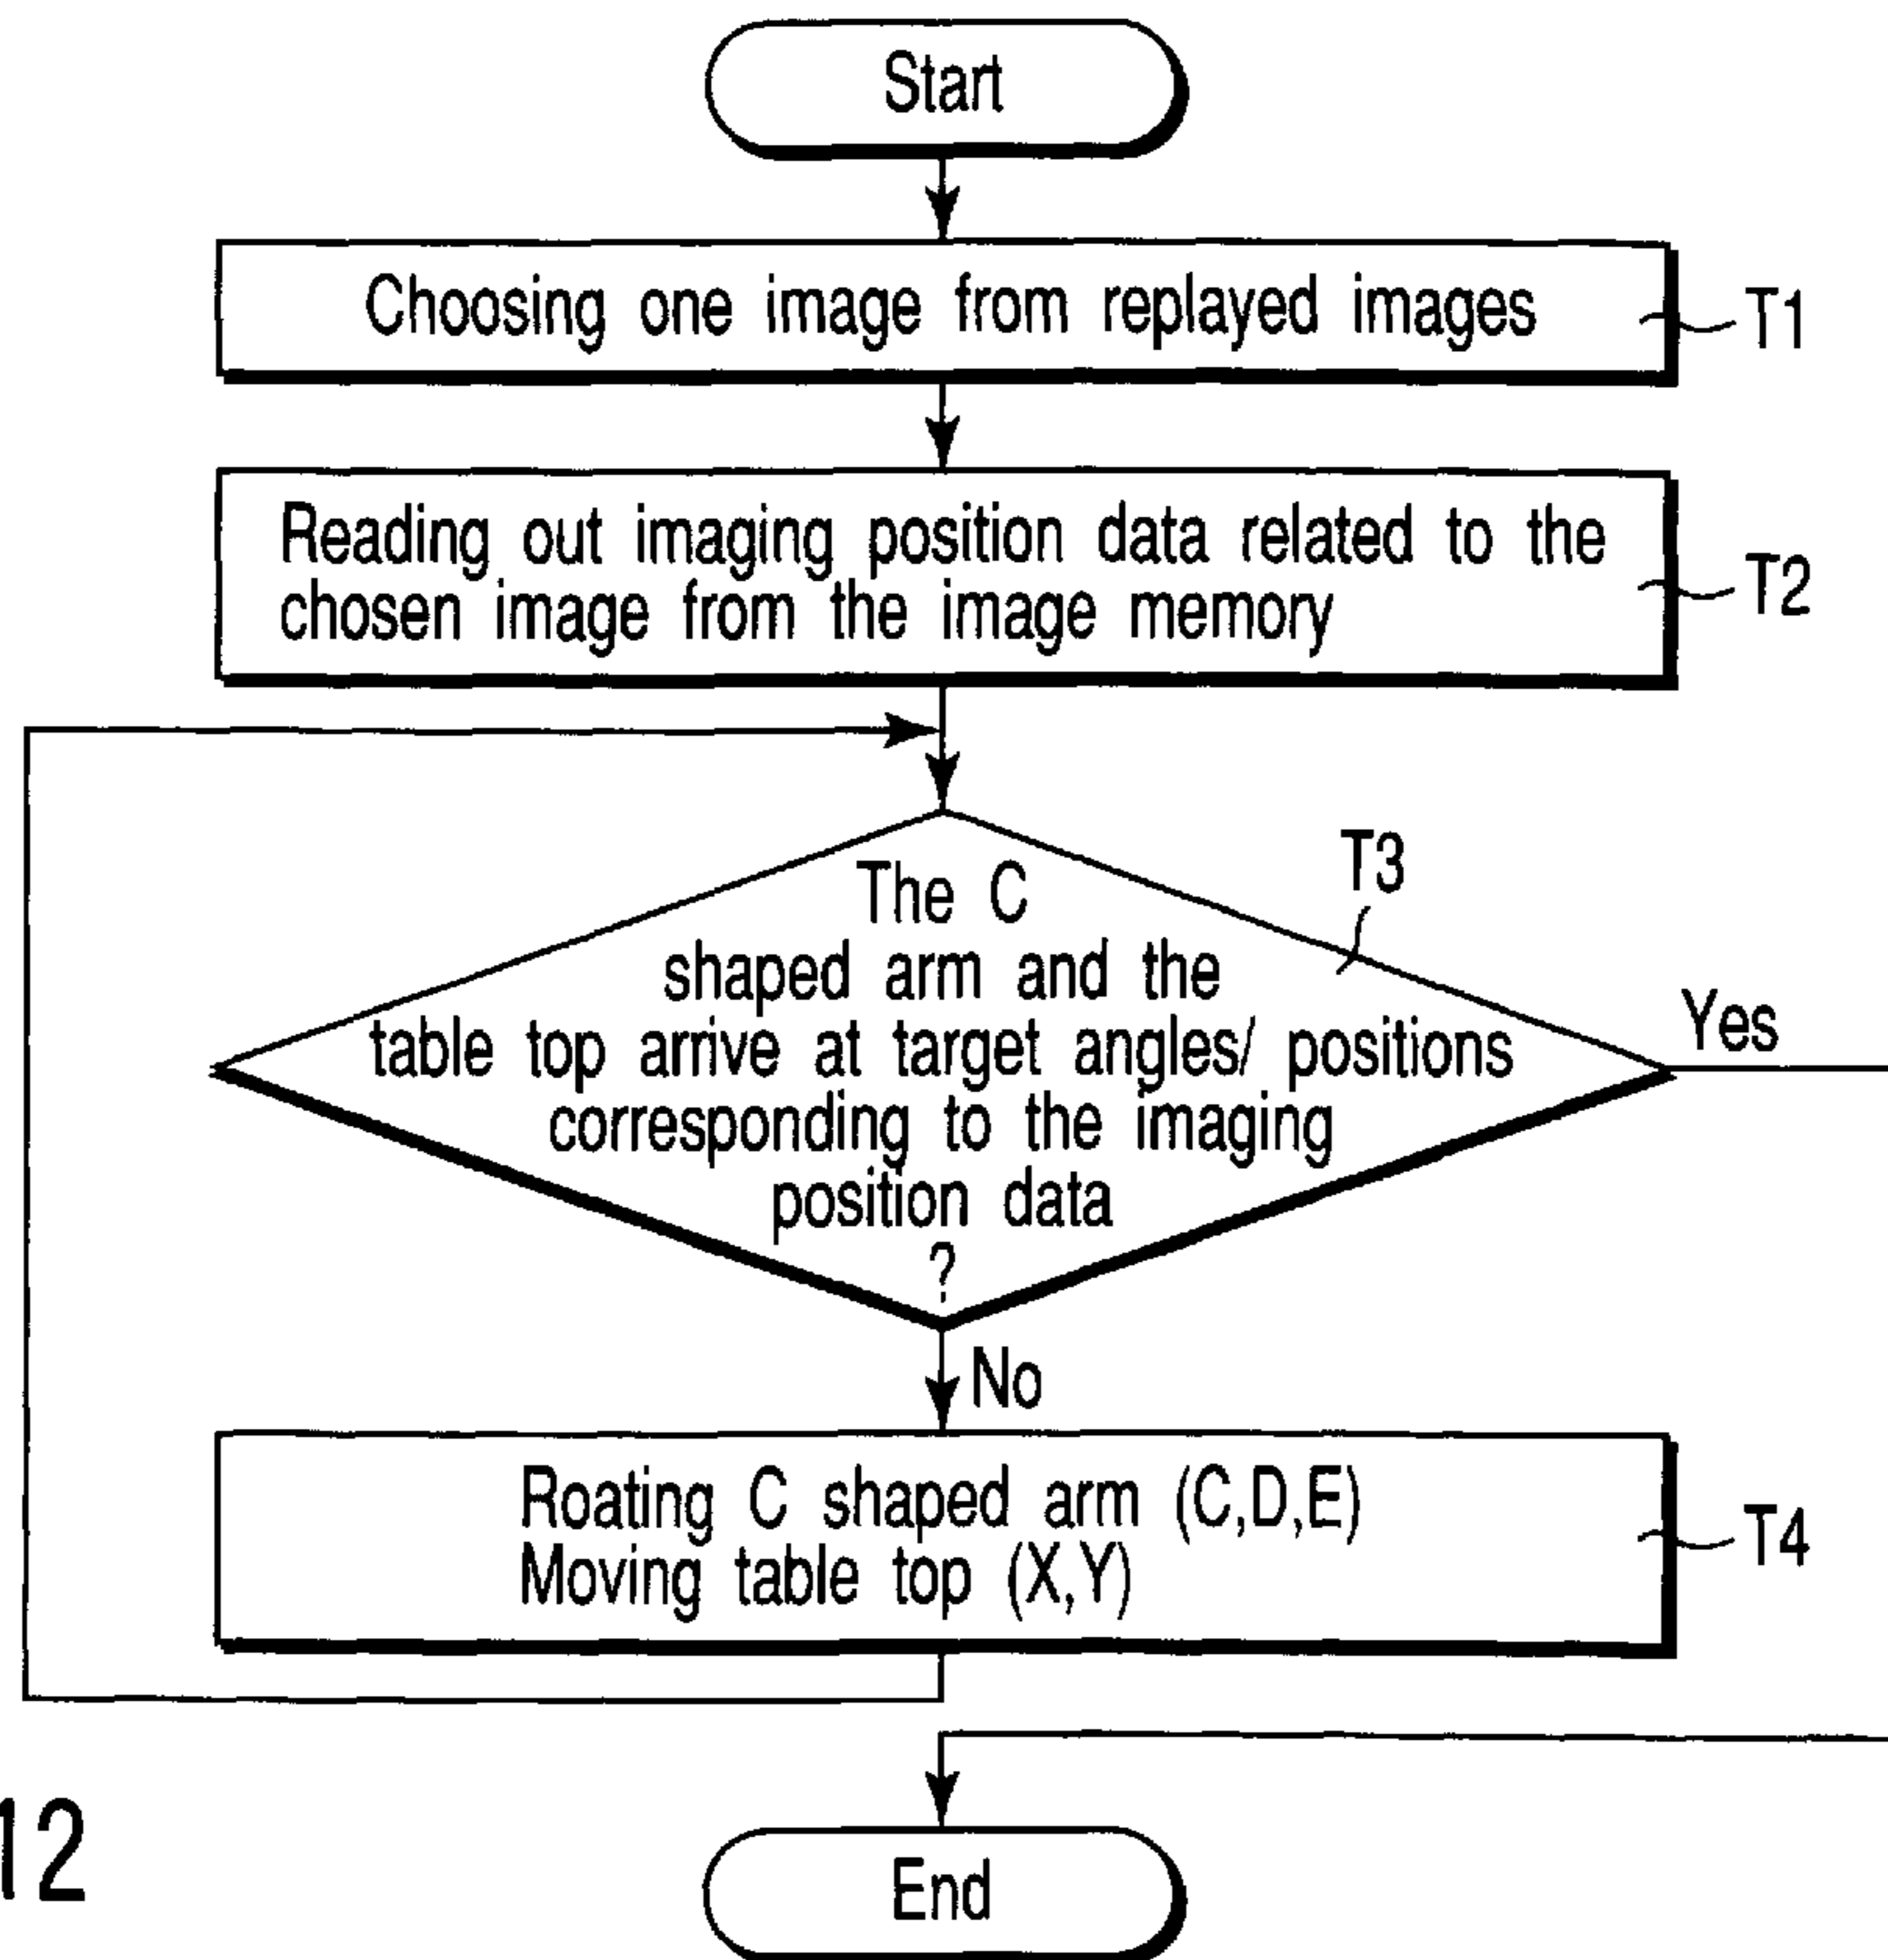 Start
Choosing one image from replayed images
T1
Reading out imaging position data related to the
chosen image from the image memory
T2
T3
The C
shaped arm and the
table top arrive at target angles/ positions
corresponding to the imaging
position data
?
Yes
No
Roating C shaped arm (C,D,E)
Moving table top (X,Y)
T4
End
12